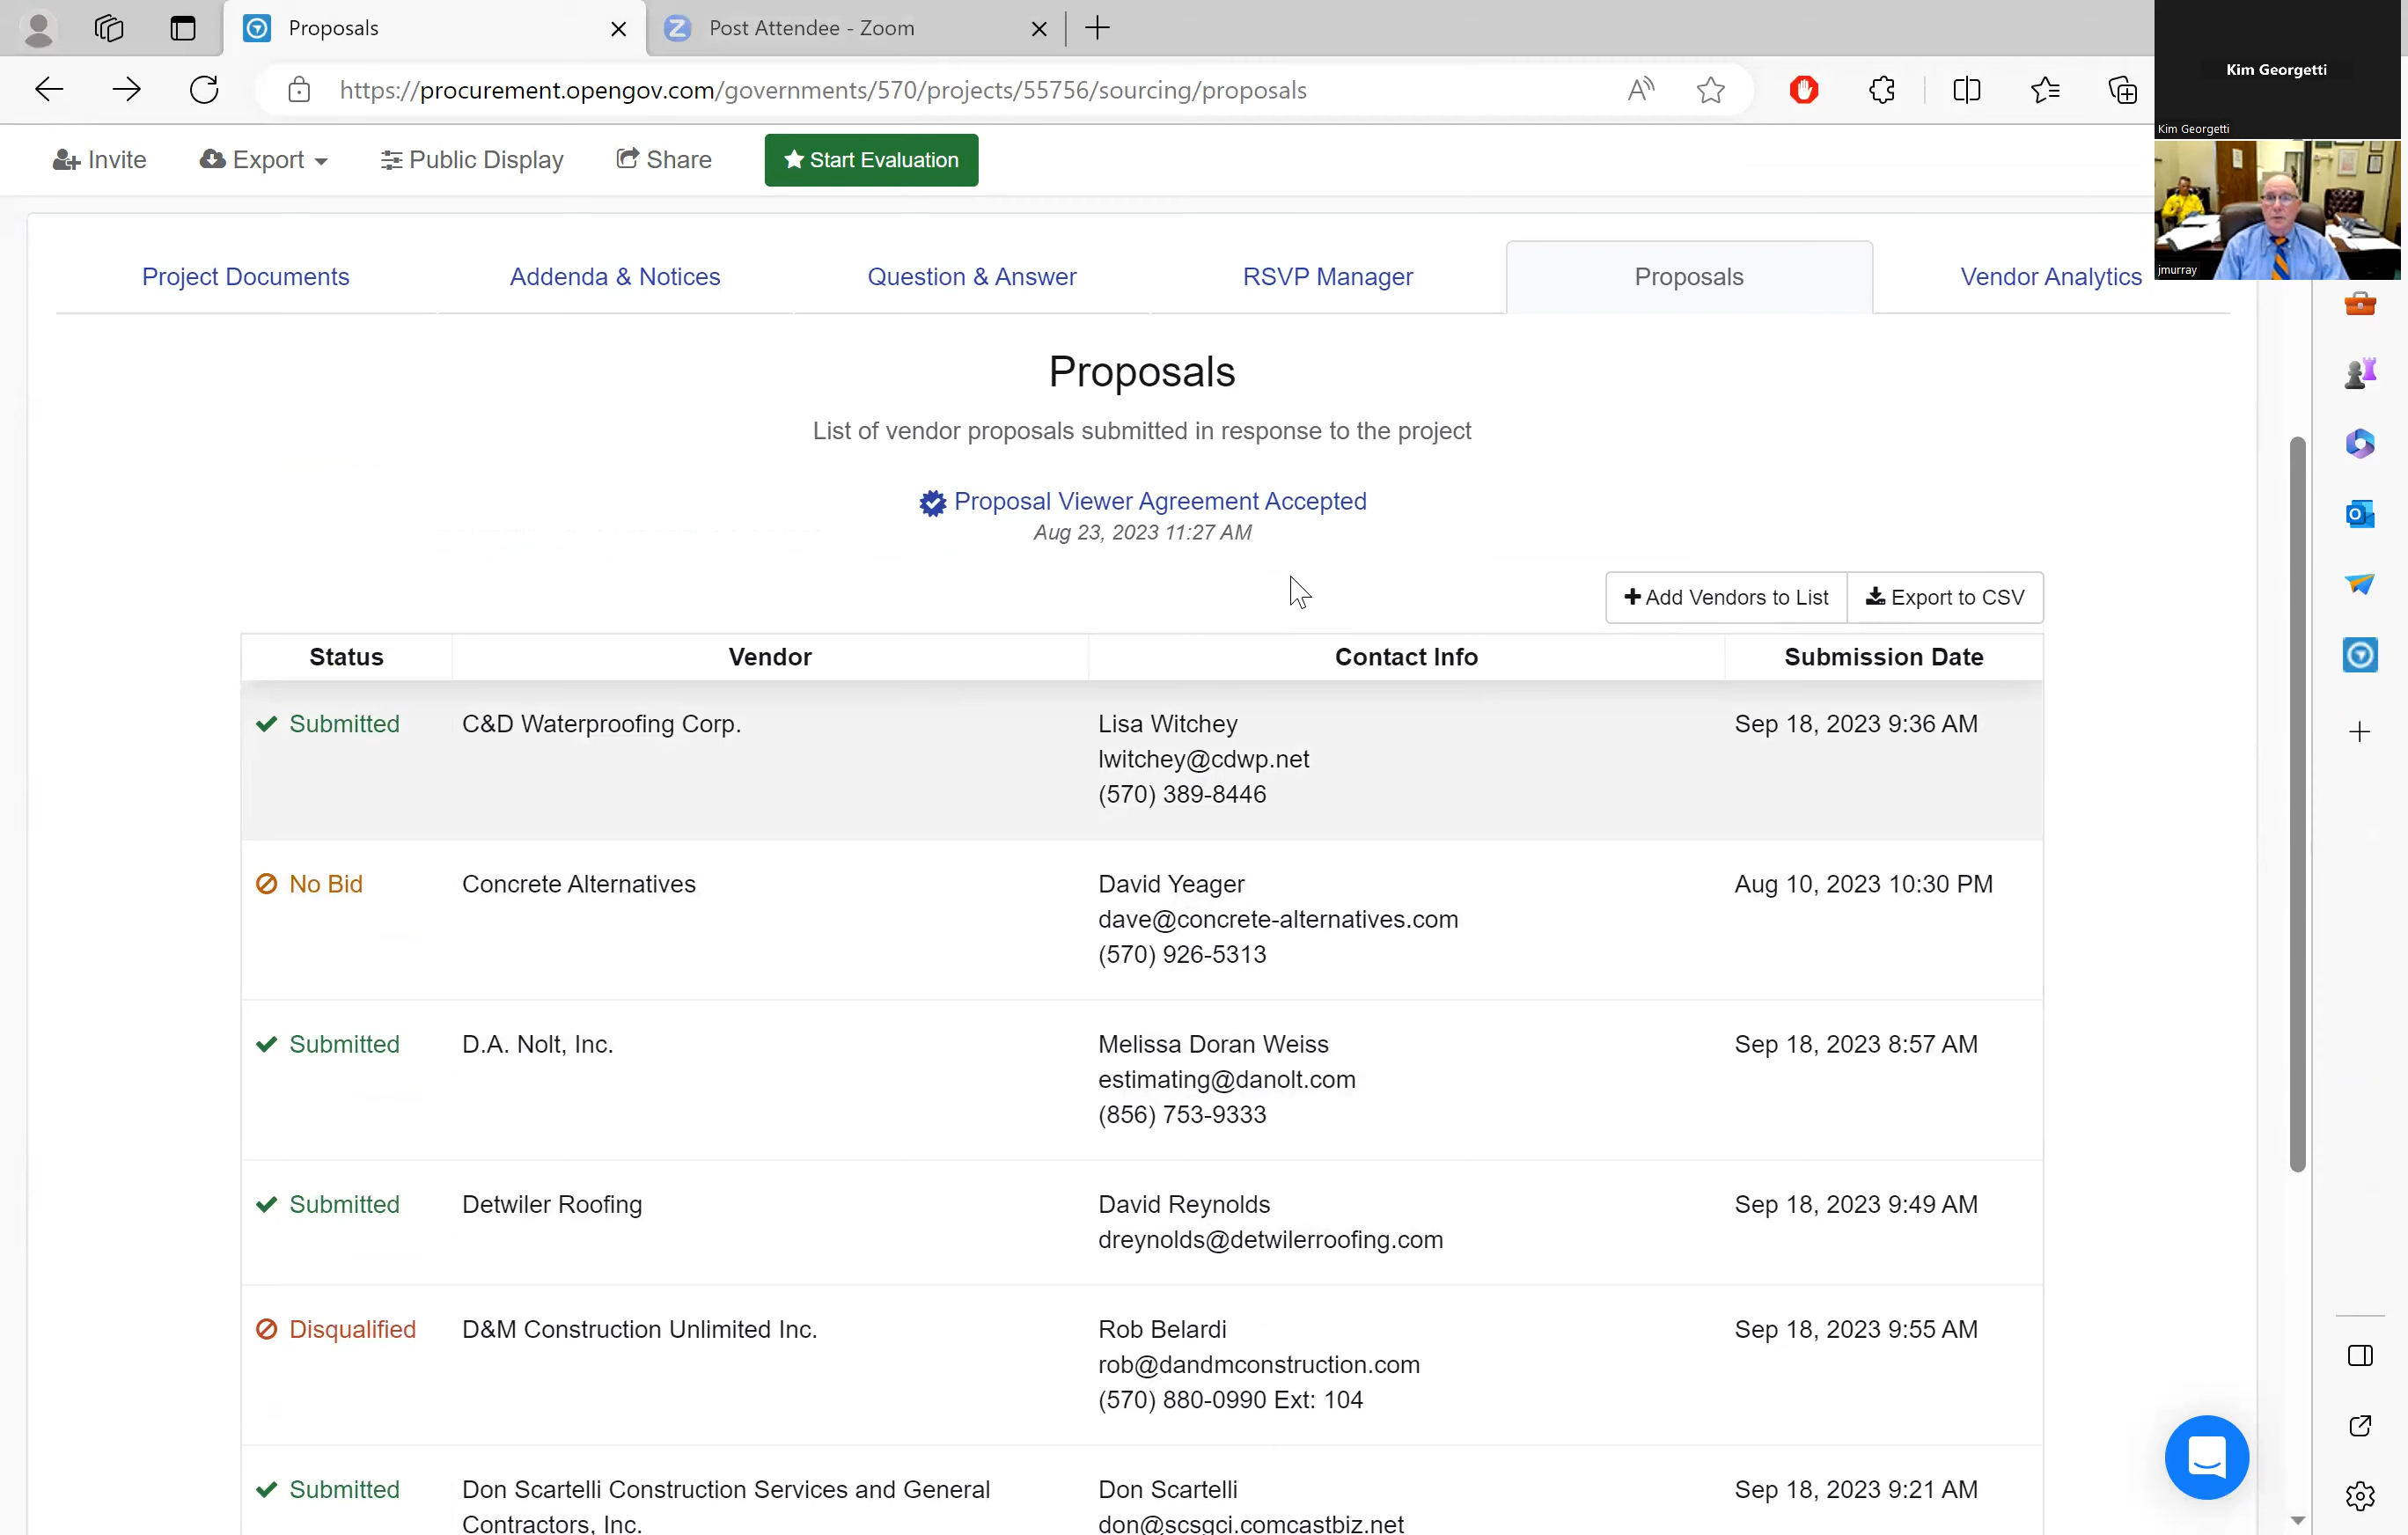 Proposals
Post Attendee - Zoom
Kim Georgetti
https://procurement.opengov.com/governments/570/projects/55756/sourcing/proposals
Kim Georgetti
Invite
Export
Public Display
Share
Start Evaluation
jmurray
Project Documents
Addenda & Notices
Question & Answer
RSVP Manager
Proposals
Vendor Analytics
Proposals
List of vendor proposals submitted in response to the project
Proposal Viewer Agreement Accepted
Aug 23, 2023 11:27 AM
Add Vendors to List
Export to CSV
Status Vendor Contact Info Submission Date
Submitted C&D Waterproofing Corp. Lisa Witchey Sep 18, 2023 9:36 AM
lwitchey@cdwp.net
(570) 389-8446
No Bid Concrete Alternatives David Yeager Aug 10, 2023 10:30 PM
dave@concrete-alternatives.com
(570) 926-5313
Submitted D.A. Nolt, Inc. Melissa Doran Weiss Sep 18, 2023 8:57 AM
estimating@danolt.com
(856) 753-9333
Submitted Detwiler Roofing David Reynolds Sep 18, 2023 9:49 AM
dreynolds@detwilerroofing.com
Disqualified D&M Construction Unlimited Inc. Rob Belardi Sep 18, 2023 9:55 AM
rob@dandmconstruction.com
(570) 880-0990 Ext: 104
Submitted Don Scartelli Construction Services and General Don Scartelli Sep 18, 2023 9:21 AM
Contractors, Inc. don@scsgci.comcastbiz.net